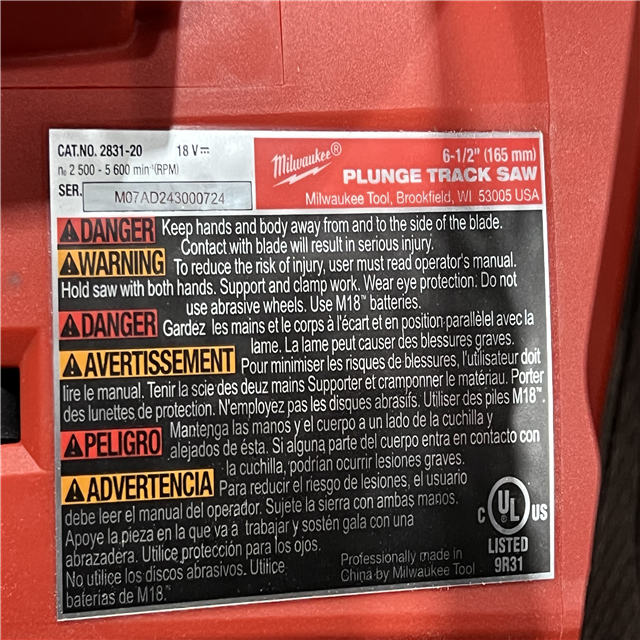 CAT.NO. 2831-20 18 V⎓
n₀ 2 500 - 5 600 min⁻¹(RPM)
SER. M07AD243000724
Milwaukee®
6-1/2" (165 mm)
PLUNGE TRACK SAW
Milwaukee Tool, Brookfield, WI 53005 USA
DANGER Keep hands and body away from and to the side of the blade.
Contact with blade will result in serious injury.
WARNING To reduce the risk of injury, user must read operator's manual.
Hold saw with both hands. Support and clamp work. Wear eye protection. Do not
use abrasive wheels. Use M18™ batteries.
DANGER Gardez les mains et le corps à l'écart et en position parallèlel avec la
lame. La lame peut causer des blessures graves.
AVERTISSEMENT Pour minimiser les risques de blessures, l'utilisateur doit
lire le manual. Tenir la scie des deux mains Supporter et cramponner le matériau. Porter
des lunettes de protection. N'employez pas les disques abrasifs. Utiliser des piles M18™.
PELIGRO Mantenga las manos y el cuerpo a un lado de la cuchilla y
alejados de ésta. Si alguna parte del cuerpo entra en contacto con
la cuchilla, podrían ocurrir lesiones graves.
ADVERTENCIA Para reducir el riesgo de lesiones, el usuario
debe leer el manual del operador. Sujete la sierra con ambas manos.
Apoye la pieza en la que va à trabajar y sostén gala con una
abrazadera. Utilice protección para los ojos.
No utilice los discos abrasivos. Utilice
baterías de M18™
Professionally made in
China by Milwaukee Tool
C UL US
LISTED
9R31